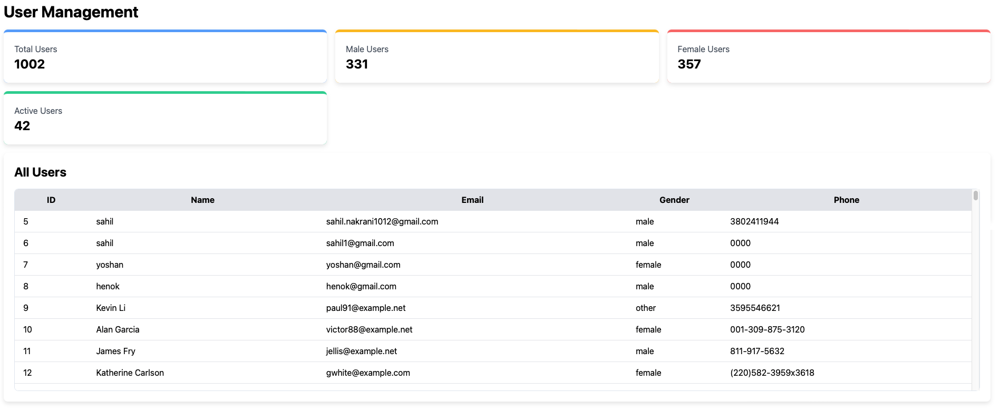 User Management
Total Users
1002
Male Users
331
Female Users
357
Active Users
42
All Users
ID Name Email Gender Phone
5 sahil sahil.nakrani1012@gmail.com male 3802411944
6 sahil sahil1@gmail.com male 0000
7 yoshan yoshan@gmail.com female 0000
8 henok henok@gmail.com male 0000
9 Kevin Li paul91@example.net other 3595546621
10 Alan Garcia victor88@example.net female 001-309-875-3120
11 James Fry jellis@example.net male 811-917-5632
12 Katherine Carlson gwhite@example.com female (220)582-3959x3618